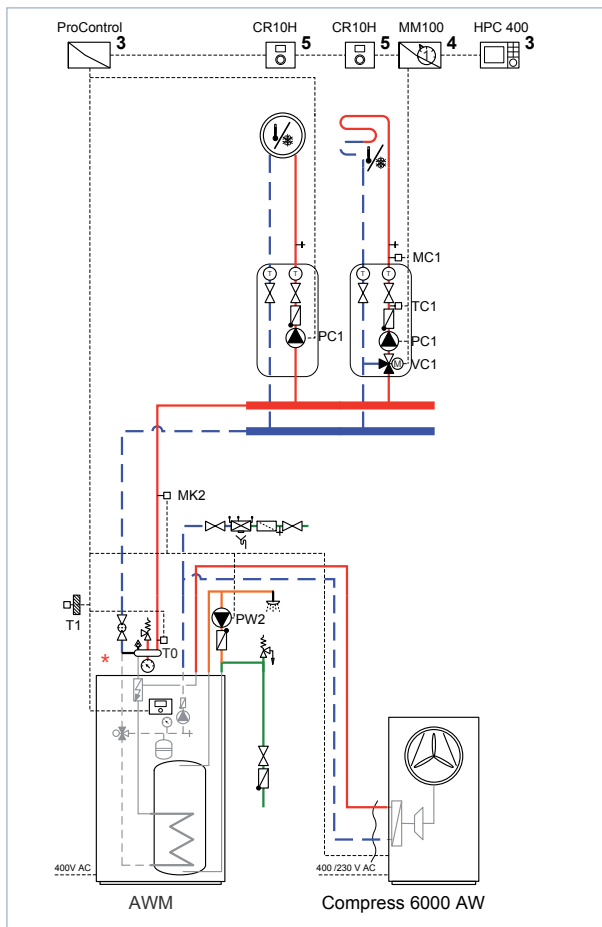 ProControl 3
CR10H 5
CR10H 5
MM100 4
HPC 400 3
1
MC1
T T
T T
TC1
PC1
PC1
M
VC1
MK2
PW2
T1
T0
*
400V AC
400 /230 V AC
AWM
Compress 6000 AW